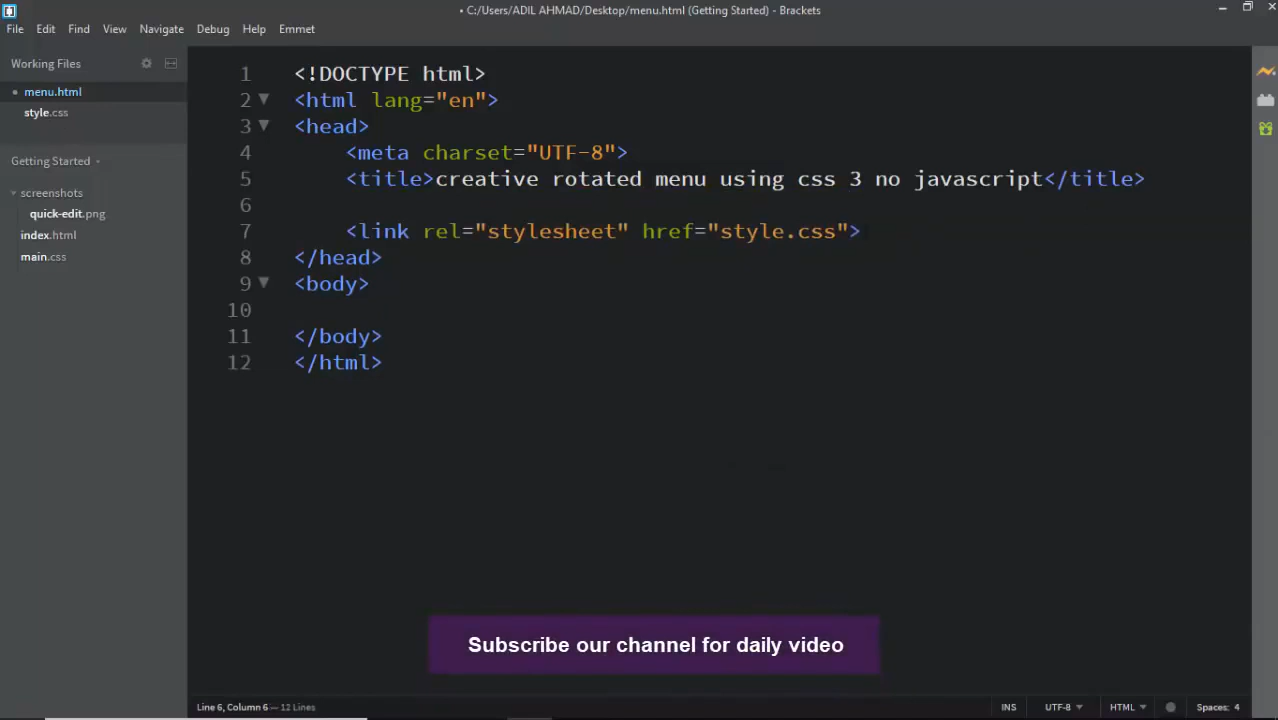 • C:/Users/ADIL AHMAD/Desktop/menu.html (Getting Started) - Brackets
File Edit Find View Navigate Debug Help Emmet
Working Files
• menu.html
style.css
Getting Started
screenshots
quick-edit.png
index.html
main.css
1 <!DOCTYPE html>
2 <html lang="en">
3 <head>
4 <meta charset="UTF-8">
5 <title>creative rotated menu using css 3 no javascript</title>
6
7 <link rel="stylesheet" href="style.css">
8 </head>
9 <body>
10
11 </body>
12 </html>
Subscribe our channel for daily video
Line 6, Column 6 — 12 Lines
INS UTF-8 HTML Spaces: 4